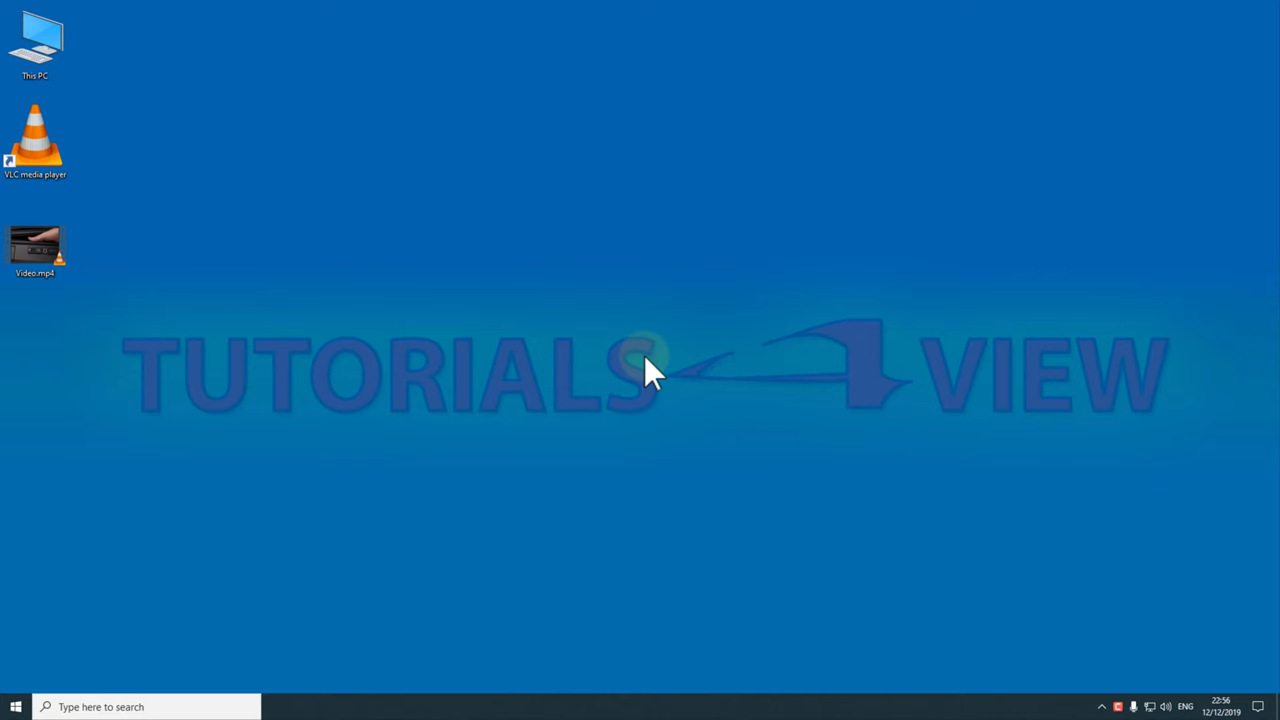 This PC
VLC media player
Video.mp4
TUTORIALS VIEW
Type here to search
ENG
22:56
12/12/2019